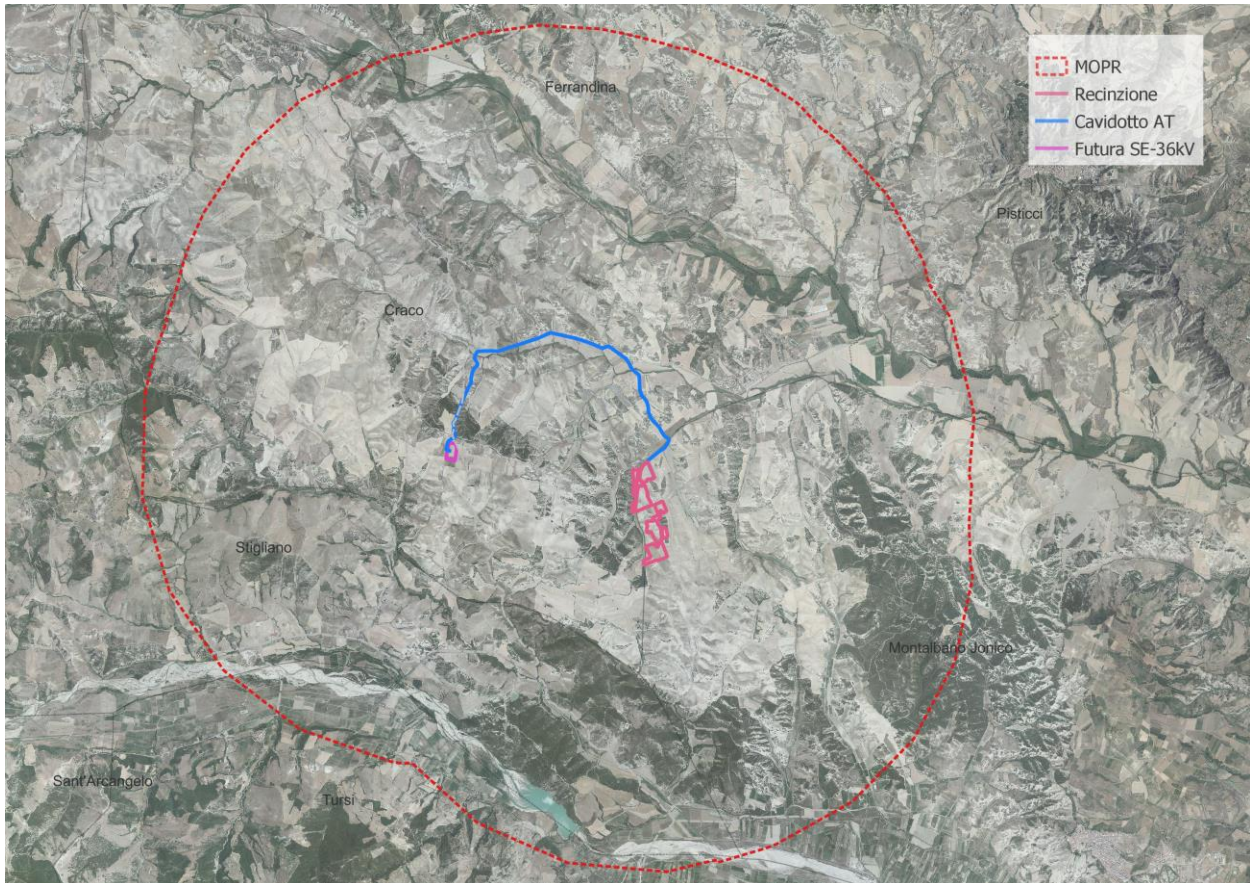 MOPR
Recinzione
Cavidotto AT
Futura SE-36kV
Ferrandina
Pisticci
Craco
Stigliano
Montalbano Jonico
Sant'Arcangelo
Tursi